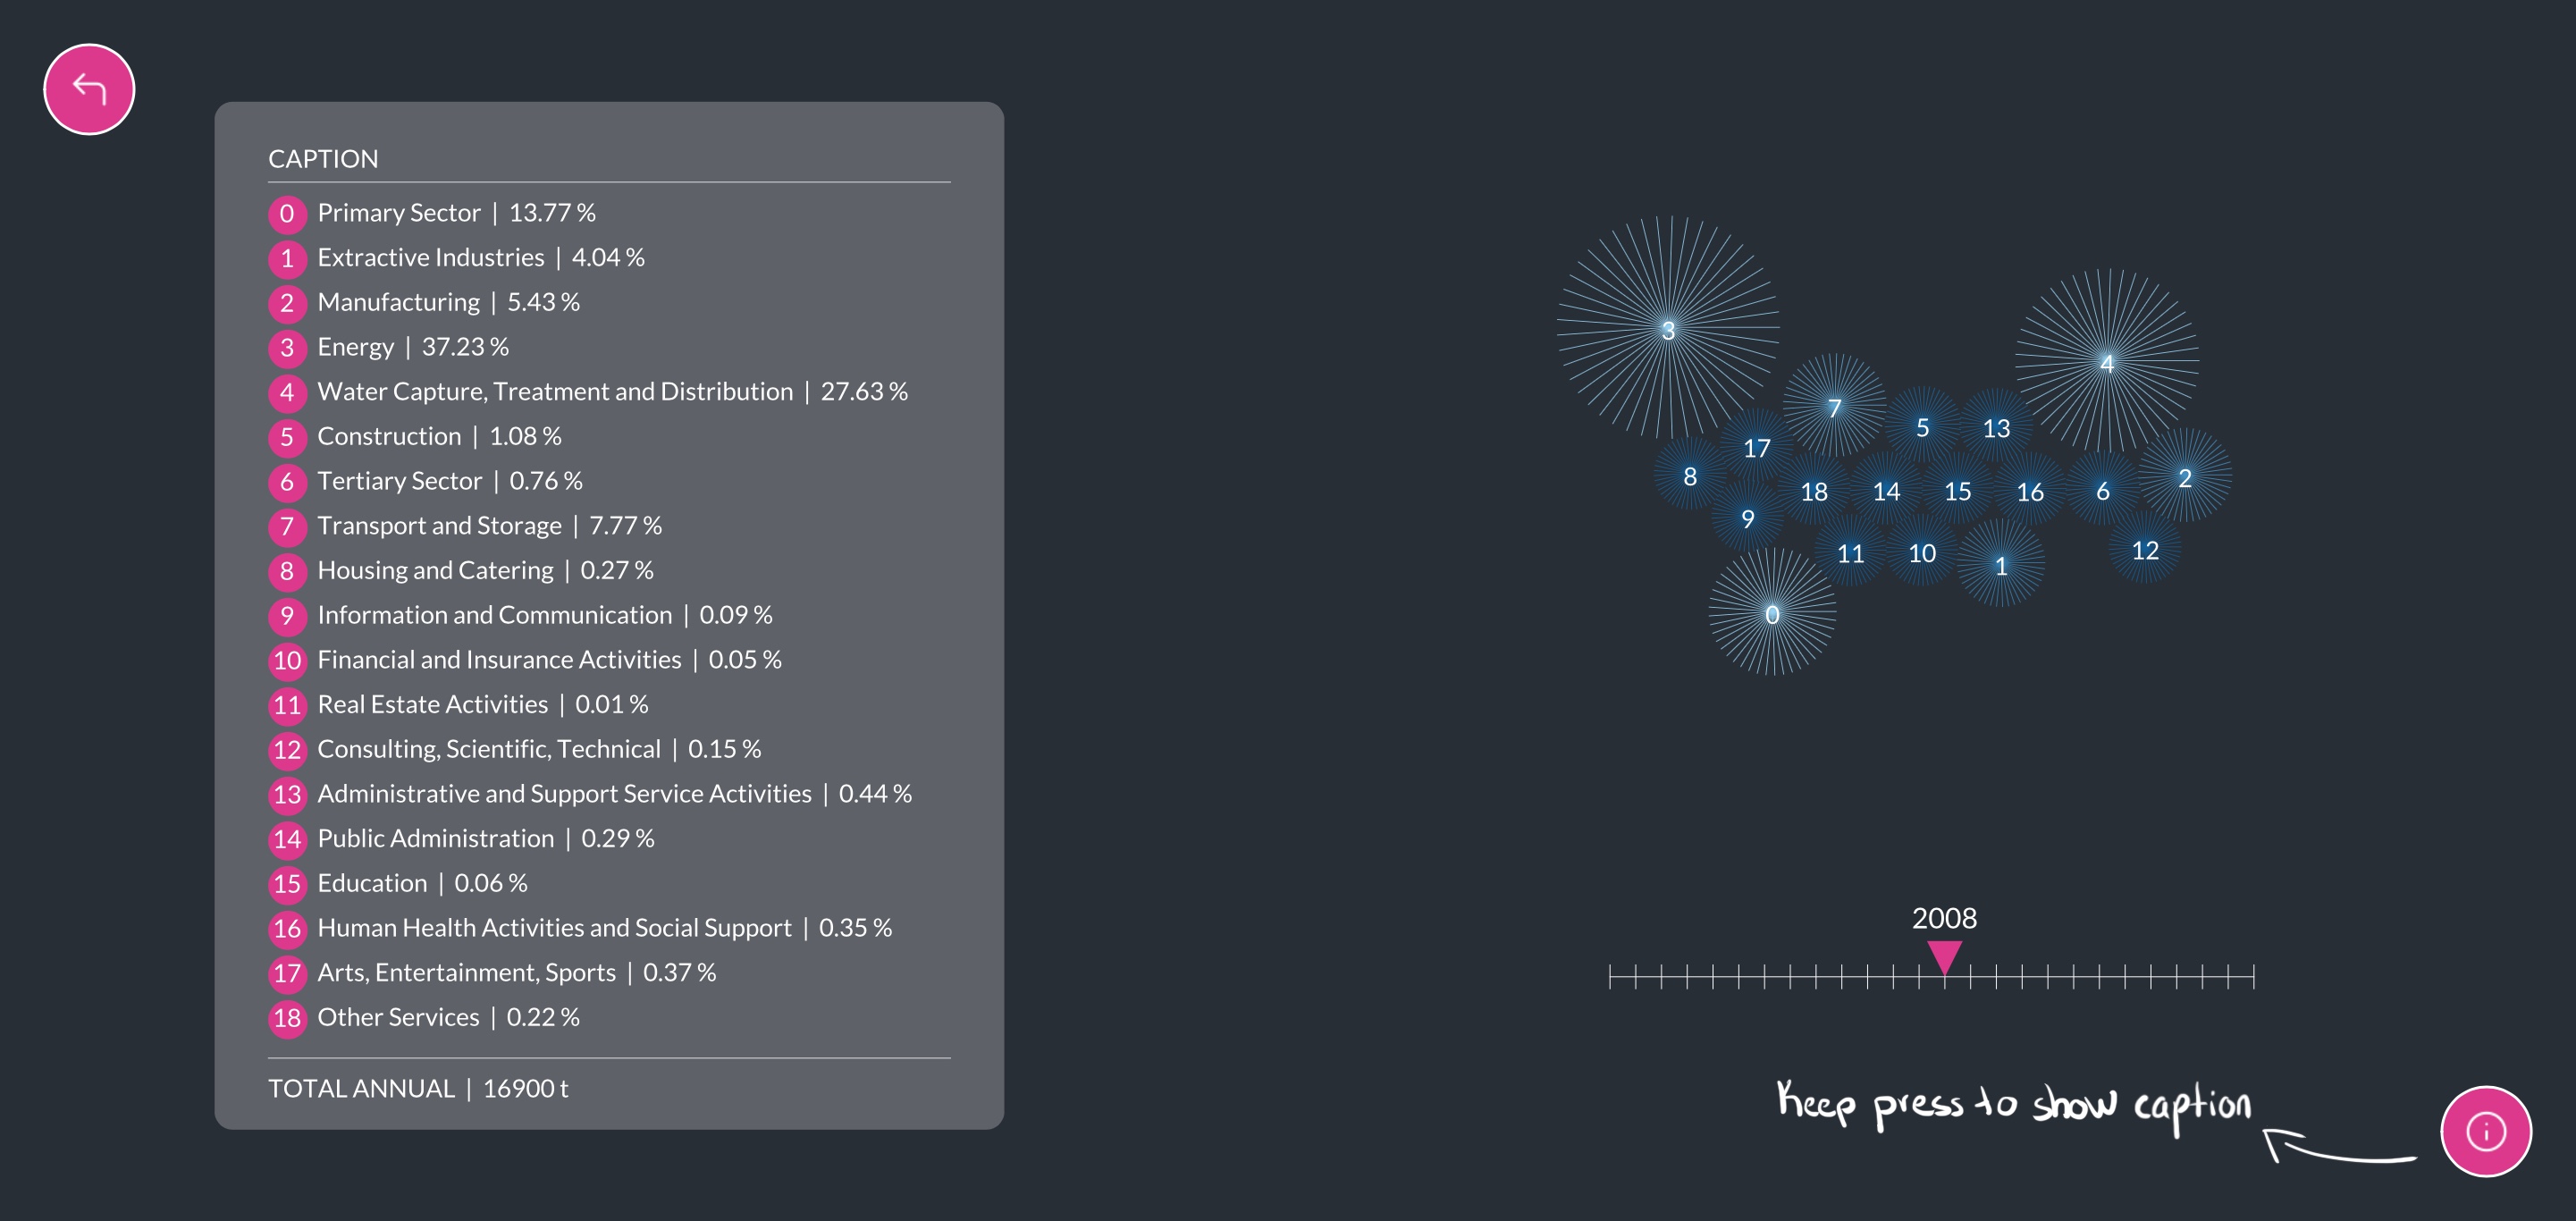 CAPTION
0 Primary Sector | 13.77 %
1 Extractive Industries | 4.04 %
2 Manufacturing | 5.43 %
3 Energy | 37.23 %
4 Water Capture, Treatment and Distribution | 27.63 %
5 Construction | 1.08 %
6 Tertiary Sector | 0.76 %
7 Transport and Storage | 7.77 %
8 Housing and Catering | 0.27 %
9 Information and Communication | 0.09 %
10 Financial and Insurance Activities | 0.05 %
11 Real Estate Activities | 0.01 %
12 Consulting, Scientific, Technical | 0.15 %
13 Administrative and Support Service Activities | 0.44 %
14 Public Administration | 0.29 %
15 Education | 0.06 %
16 Human Health Activities and Social Support | 0.35 %
17 Arts, Entertainment, Sports | 0.37 %
18 Other Services | 0.22 %
TOTAL ANNUAL | 16900 t
3
4
7
5
13
17
8
18
14
15
16
6
2
9
11
10
1
12
0
2008
Keep press to show caption